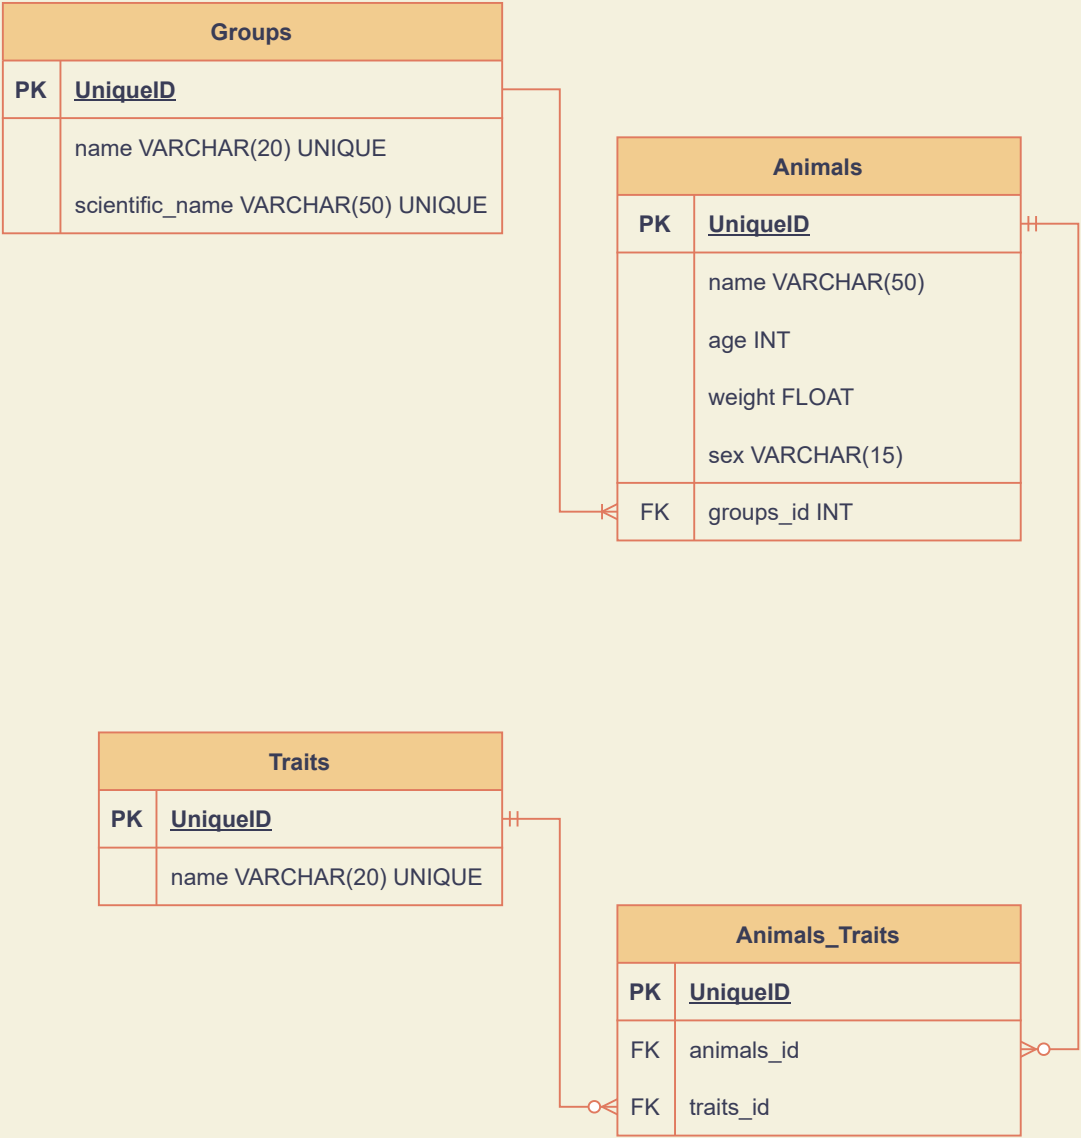 Groups
PK UniqueID
name VARCHAR(20) UNIQUE
scientific_name VARCHAR(50) UNIQUE
Animals
PK UniqueID
name VARCHAR(50)
age INT
weight FLOAT
sex VARCHAR(15)
FK groups_id INT
Traits
PK UniqueID
name VARCHAR(20) UNIQUE
Animals_Traits
PK UniqueID
FK animals_id
FK traits_id